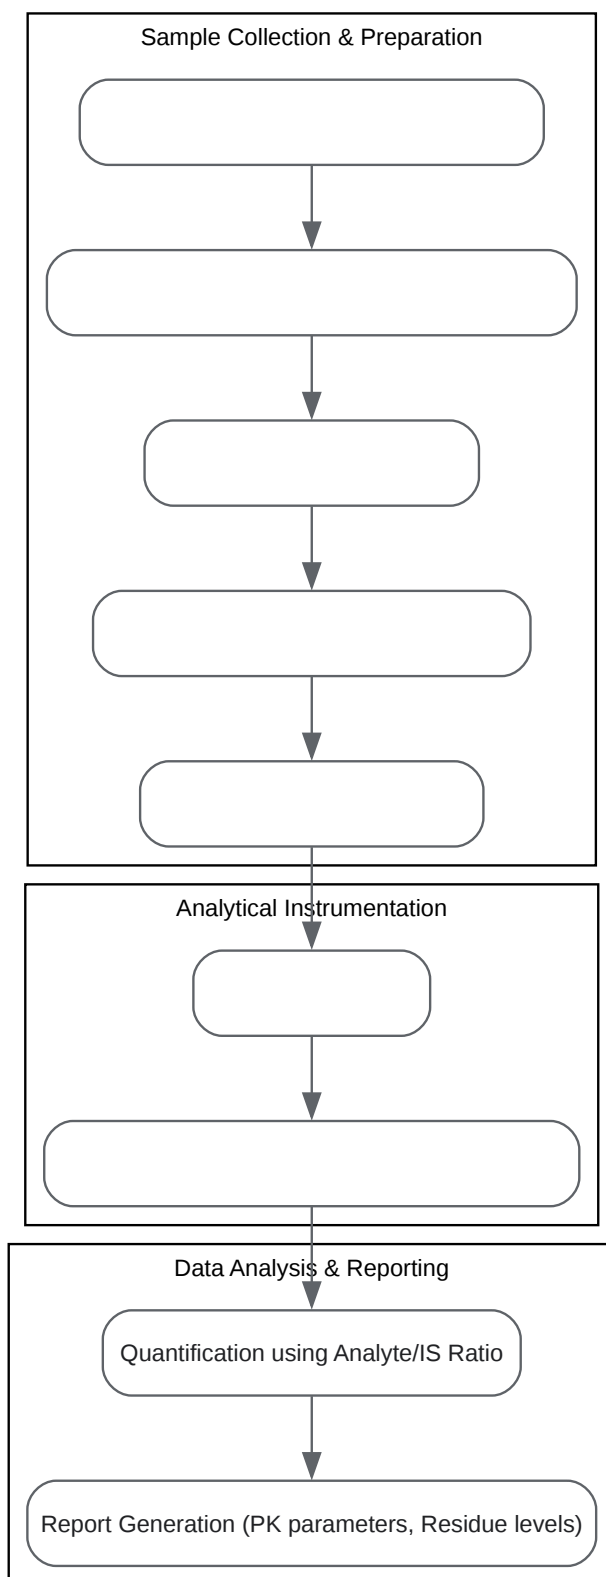 Sample Collection & Preparation
Analytical Instrumentation
Data Analysis & Reporting
Quantification using Analyte/IS Ratio
Report Generation (PK parameters, Residue levels)